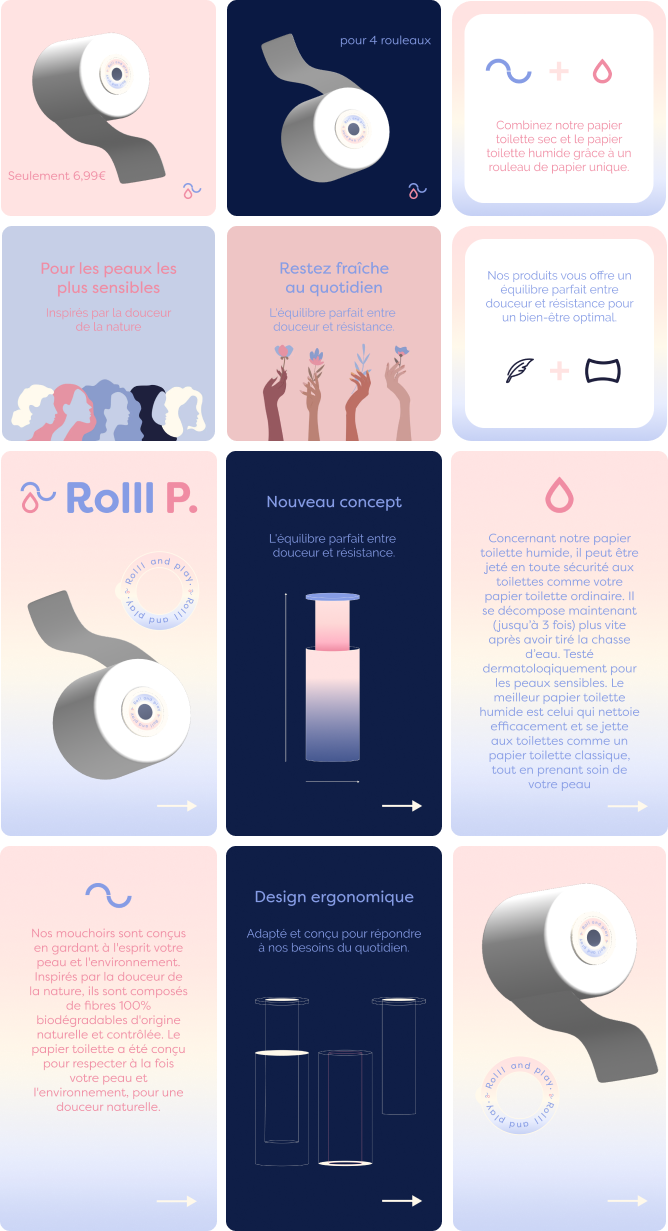 Seulement 6,99€
pour 4 rouleaux
Combinez notre papier
toilette sec et le papier
toilette humide grâce à un
rouleau de papier unique.
Pour les peaux les
plus sensibles
Inspirés par la douceur
de la nature
Restez fraîche
au quotidien
L'équilibre parfait entre
douceur et résistance.
Nos produits vous offre un
équilibre parfait entre
douceur et résistance pour
un bien-être optimal.
Rolll P.
Rolll and play
Rolll and play
Nouveau concept
L'équilibre parfait entre
douceur et résistance.
Concernant notre papier
toilette humide, il peut être
jeté en toute sécurité aux
toilettes comme votre
papier toilette ordinaire. Il
se décompose maintenant
(jusqu'à 3 fois) plus vite
après avoir tiré la chasse
d'eau. Testé
dermatologiquement pour
les peaux sensibles. Le
meilleur papier toilette
humide est celui qui nettoie
efficacement et se jette
aux toilettes comme un
papier toilette classique,
tout en prenant soin de
votre peau
Nos mouchoirs sont conçus
en gardant à l'esprit votre
peau et l'environnement.
Inspirés par la douceur de
la nature, ils sont composés
de fibres 100%
biodégradables d'origine
naturelle et contrôlée. Le
papier toilette a été conçu
pour respecter à la fois
votre peau et
l'environnement, pour une
douceur naturelle.
Design ergonomique
Adapté et conçu pour répondre
à nos besoins du quotidien.
Rolll and play
Rolll and play